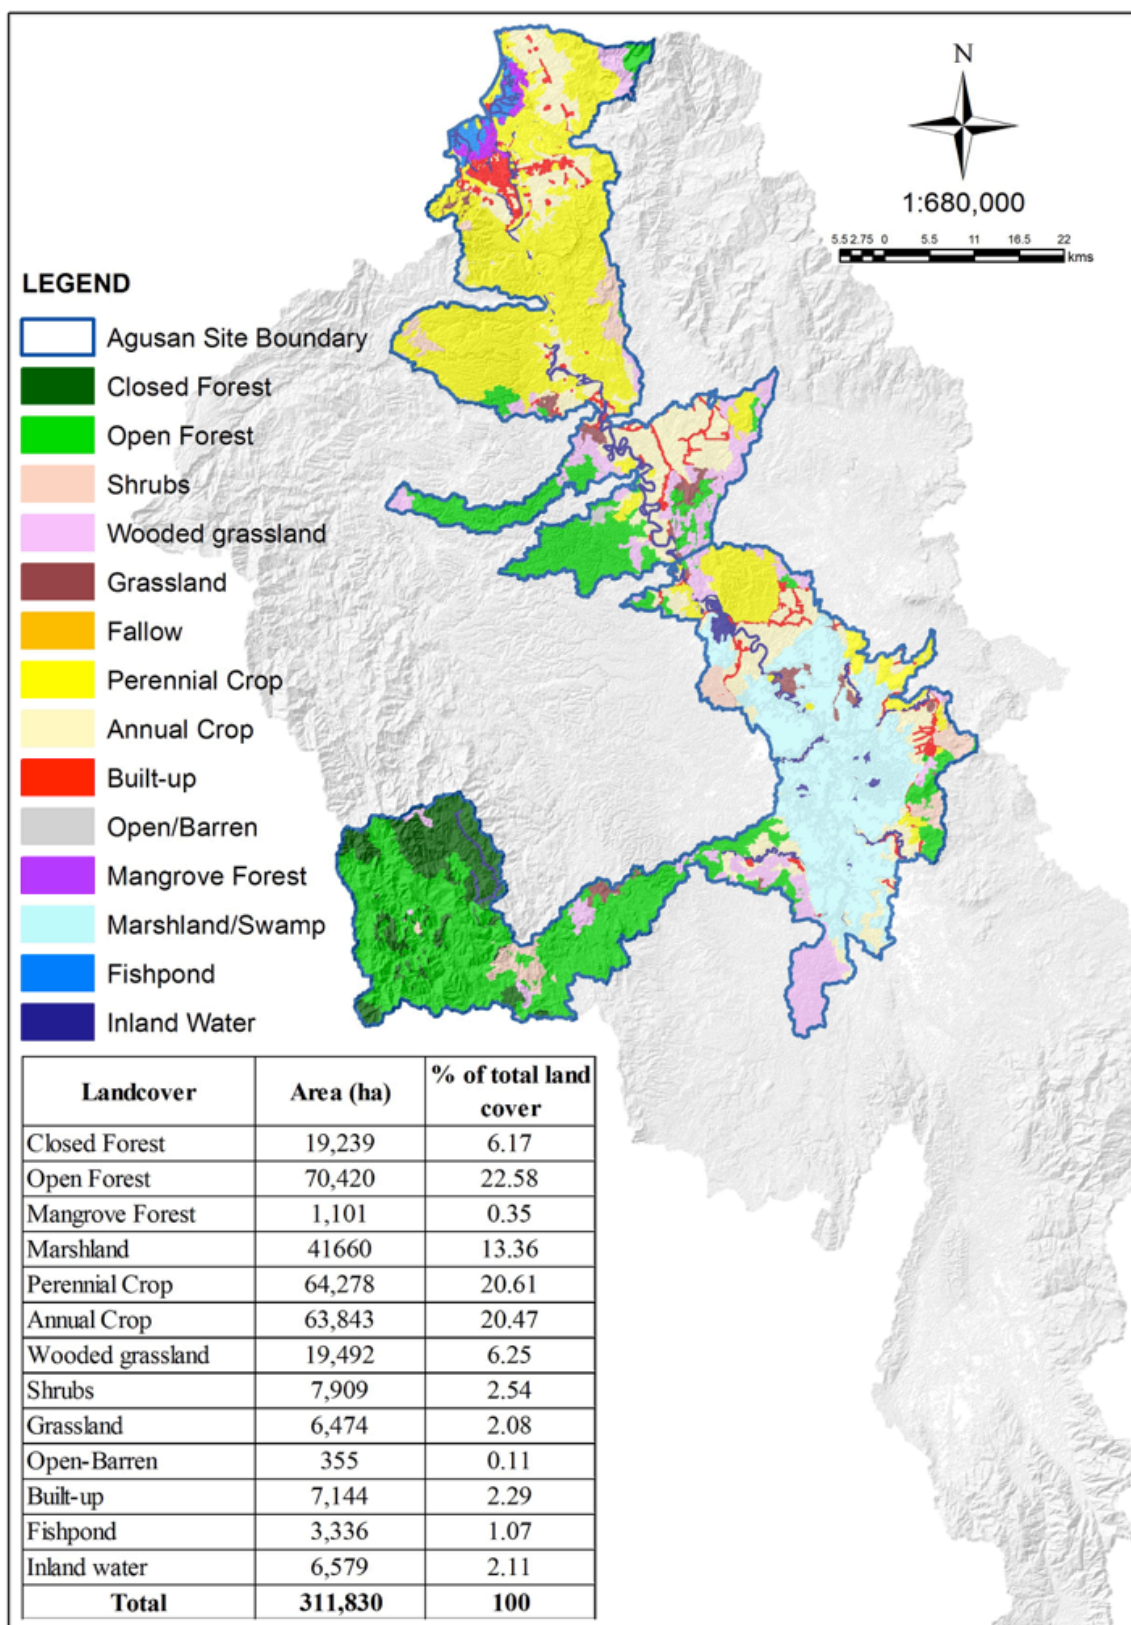 N
1:680,000
5.5 2.75 0 5.5 11 16.5 22
kms
LEGEND
Agusan Site Boundary
Closed Forest
Open Forest
Shrubs
Wooded grassland
Grassland
Fallow
Perennial Crop
Annual Crop
Built-up
Open/Barren
Mangrove Forest
Marshland/Swamp
Fishpond
Inland Water
Landcover Area (ha) % of total land cover
Closed Forest 19,239 6.17
Open Forest 70,420 22.58
Mangrove Forest 1,101 0.35
Marshland 41660 13.36
Perennial Crop 64,278 20.61
Annual Crop 63,843 20.47
Wooded grassland 19,492 6.25
Shrubs 7,909 2.54
Grassland 6,474 2.08
Open-Barren 355 0.11
Built-up 7,144 2.29
Fishpond 3,336 1.07
Inland water 6,579 2.11
Total 311,830 100